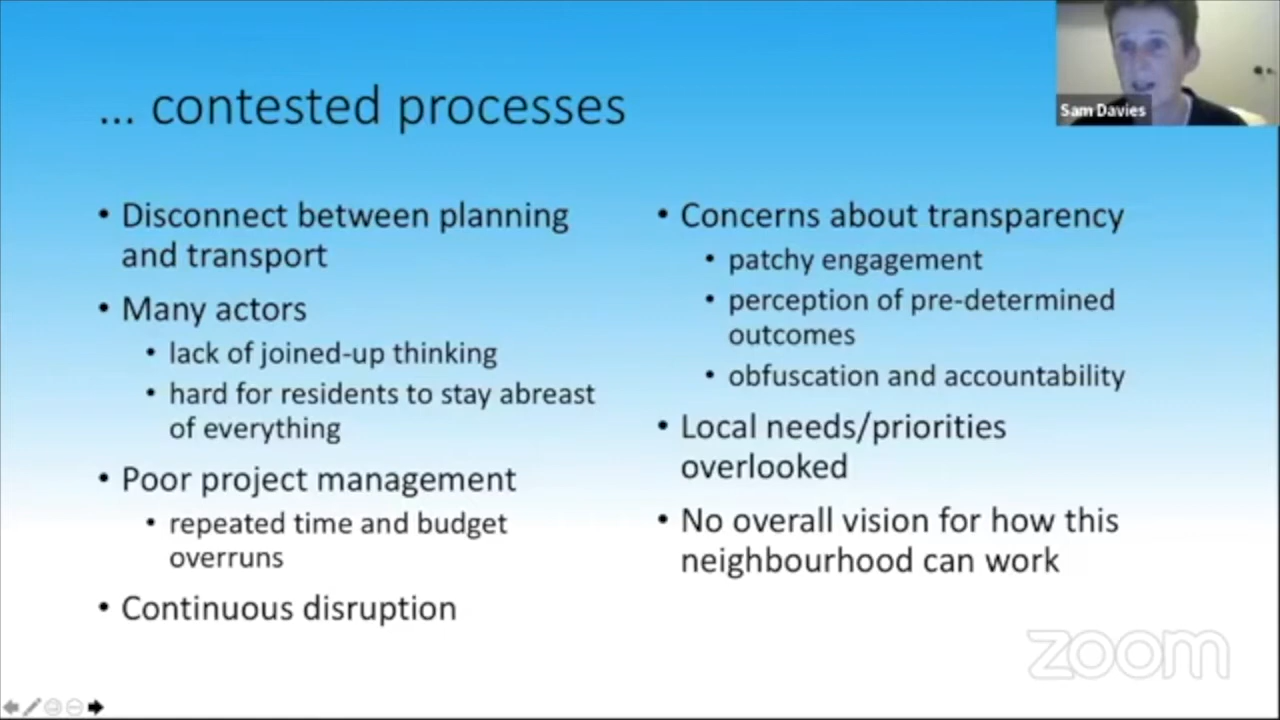 ... contested processes
Sam Davies
• Disconnect between planning
and transport
• Many actors
• lack of joined-up thinking
• hard for residents to stay abreast
of everything
• Poor project management
• repeated time and budget
overruns
• Continuous disruption
• Concerns about transparency
• patchy engagement
• perception of pre-determined
outcomes
• obfuscation and accountability
• Local needs/priorities
overlooked
• No overall vision for how this
neighbourhood can work
zoom